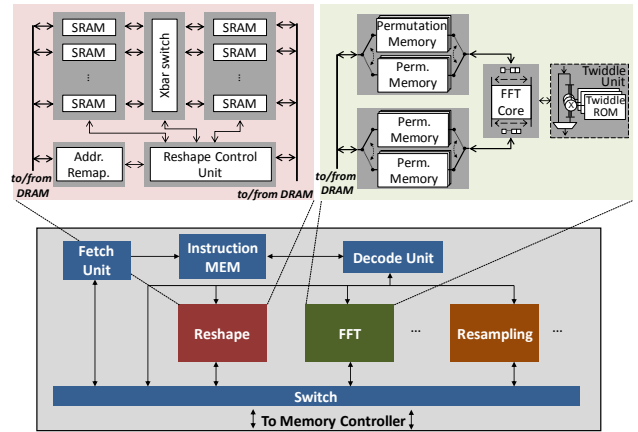 SRAM
SRAM
...
SRAM
Xbar switch
SRAM
SRAM
...
SRAM
Addr.
Remap.
Reshape Control
Unit
to/from
DRAM
to/from DRAM
Permutation
Memory
Perm.
Memory
Perm.
Memory
Perm.
Memory
to/from
DRAM
FFT
Core
Twiddle
Unit
Twiddle
ROM
Fetch
Unit
Instruction
MEM
Decode Unit
Reshape
FFT
...
Resampling
...
Switch
To Memory Controller